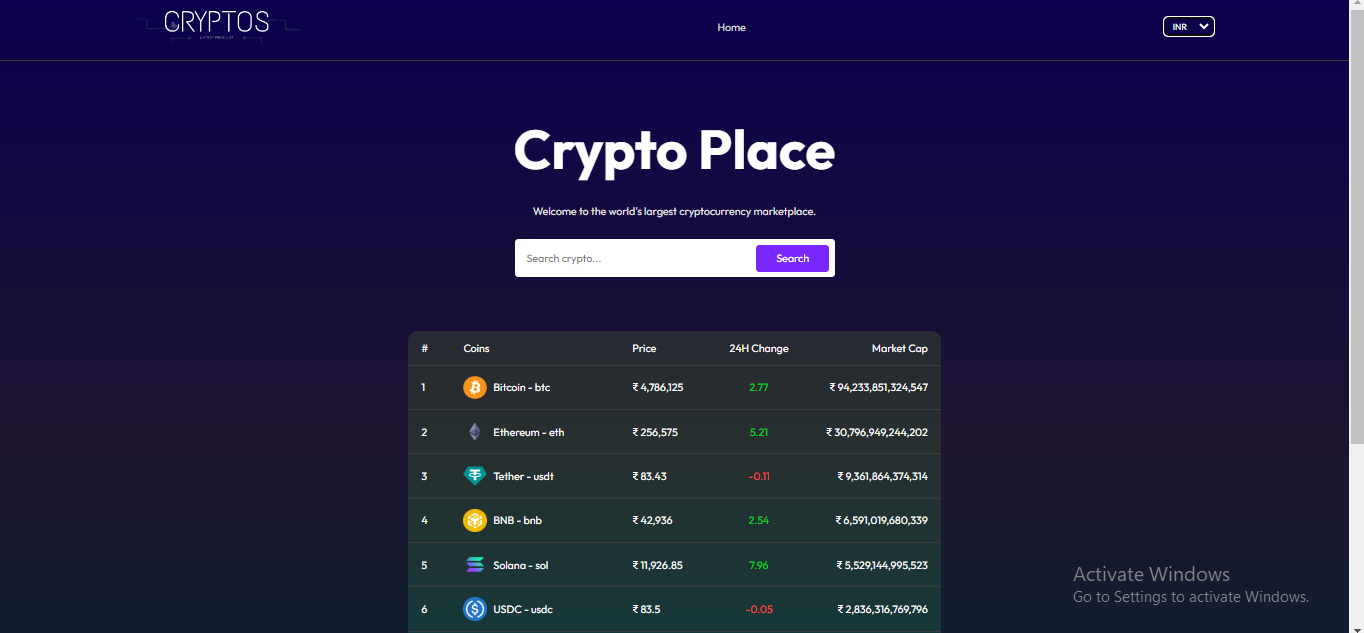 CRYPTOS
Home
INR
Crypto Place
Welcome to the world's largest cryptocurrency marketplace.
Search crypto...
Search
# Coins Price 24H Change Market Cap
1 Bitcoin - btc ₹ 4,786,125 2.77 ₹ 94,233,851,324,547
2 Ethereum - eth ₹ 256,575 5.21 ₹ 30,796,949,244,202
3 Tether - usdt ₹ 83.43 -0.11 ₹ 9,361,864,374,314
4 BNB - bnb ₹ 42,936 2.54 ₹ 6,591,019,680,339
5 Solana - sol ₹ 11,926.85 7.96 ₹ 5,529,144,995,523
6 USDC - usdc ₹ 83.5 -0.05 ₹ 2,836,316,769,796
Activate Windows
Go to Settings to activate Windows.